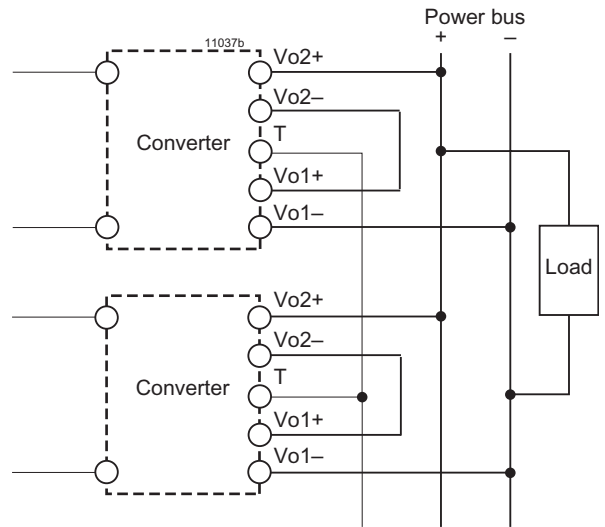 Power bus
+ –
11037b
Vo2+
Vo2–
T
Converter
Vo1+
Vo1–
Load
Vo2+
Vo2–
T
Converter
Vo1+
Vo1–